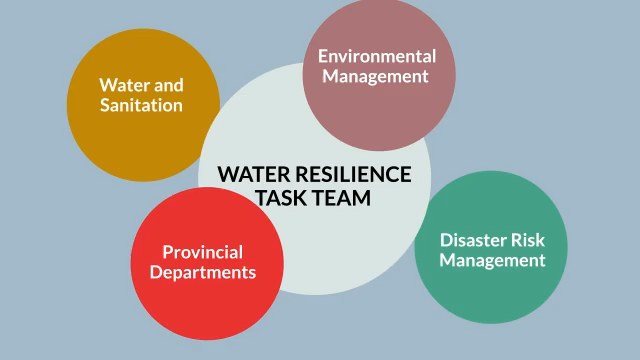 Environmental
Management
Water and
Sanitation
WATER RESILIENCE
TASK TEAM
Provincial
Departments
Disaster Risk
Management